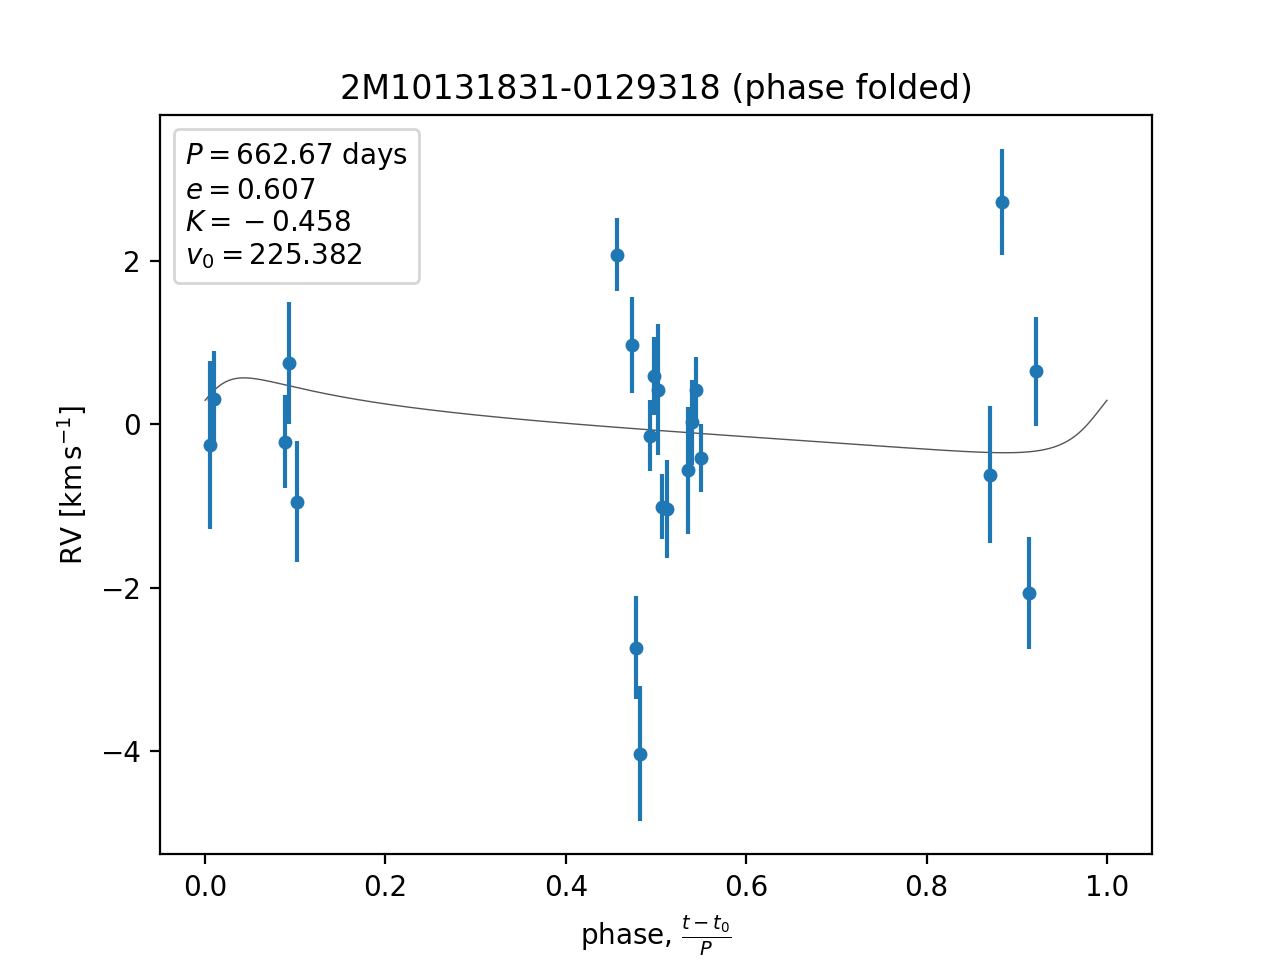 2M10131831-0129318 (phase folded)
P = 662.67 days
e = 0.607
K = −0.458
v₀ = 225.382
RV [km s⁻¹]
2
0
−2
−4
0.0 0.2 0.4 0.6 0.8 1.0
phase, (t − t₀)/P